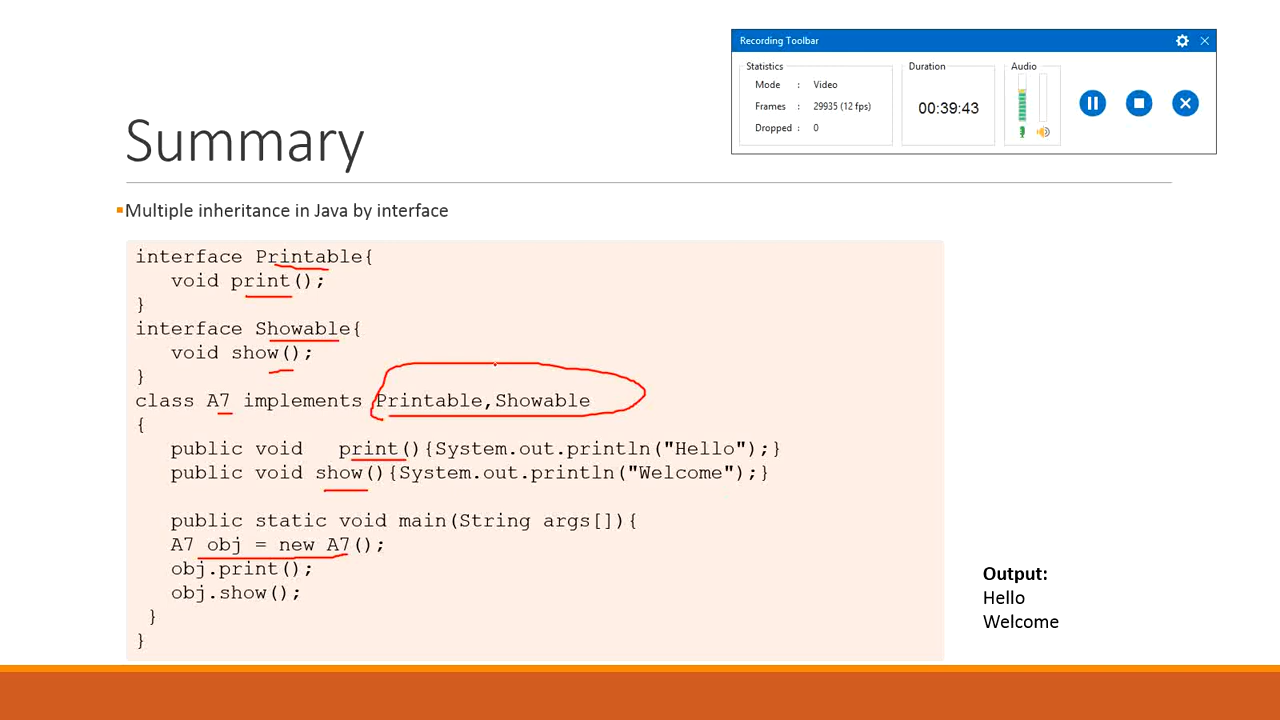 Recording Toolbar
Statistics
Mode : Video
Frames : 29935 (12 fps)
Dropped : 0
Duration
00:39:43
Audio
Summary
Multiple inheritance in Java by interface
interface Printable{
void print();
}
interface Showable{
void show();
}
class A7 implements Printable,Showable
{
public void print(){System.out.println("Hello");}
public void show(){System.out.println("Welcome");}
public static void main(String args[]){
A7 obj = new A7();
obj.print();
obj.show();
}
}
Output:
Hello
Welcome